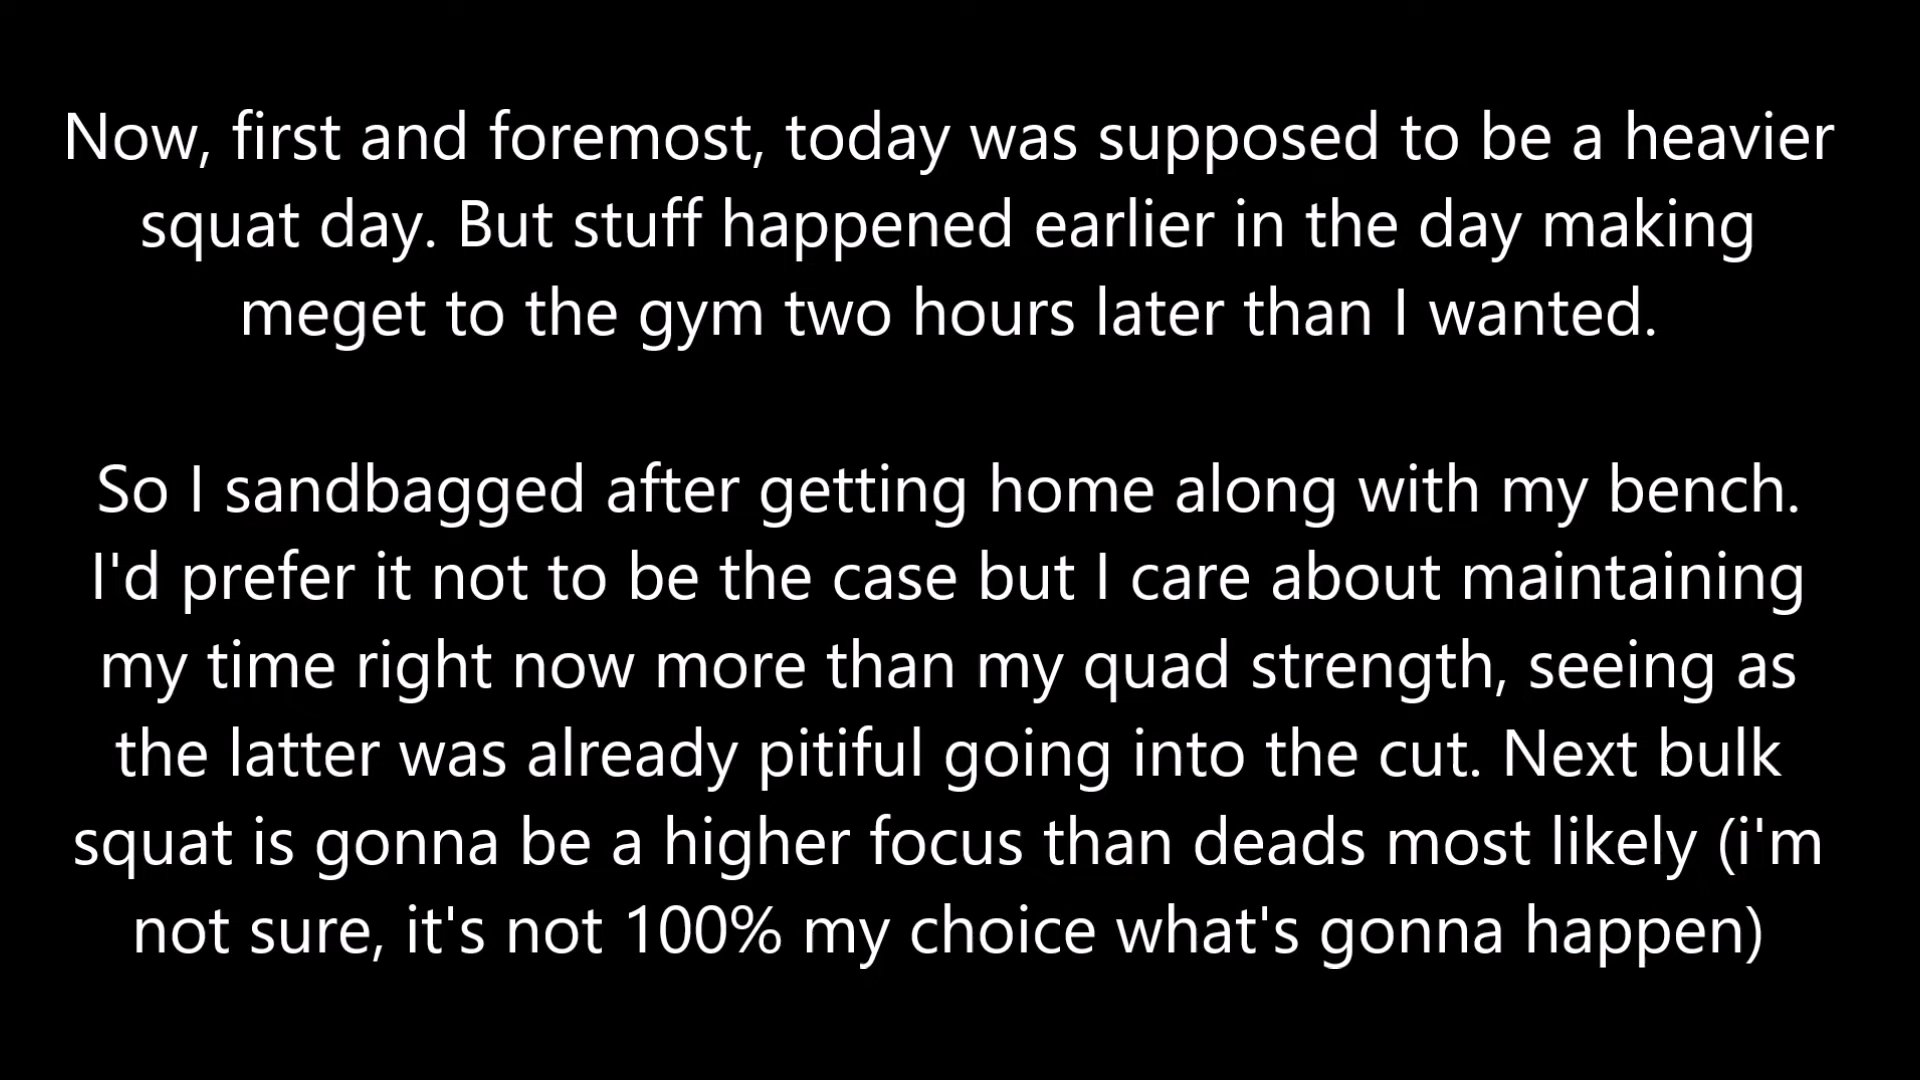 Now, first and foremost, today was supposed to be a heavier
squat day. But stuff happened earlier in the day making
meget to the gym two hours later than I wanted.
So I sandbagged after getting home along with my bench.
I'd prefer it not to be the case but I care about maintaining
my time right now more than my quad strength, seeing as
the latter was already pitiful going into the cut. Next bulk
squat is gonna be a higher focus than deads most likely (i'm
not sure, it's not 100% my choice what's gonna happen)